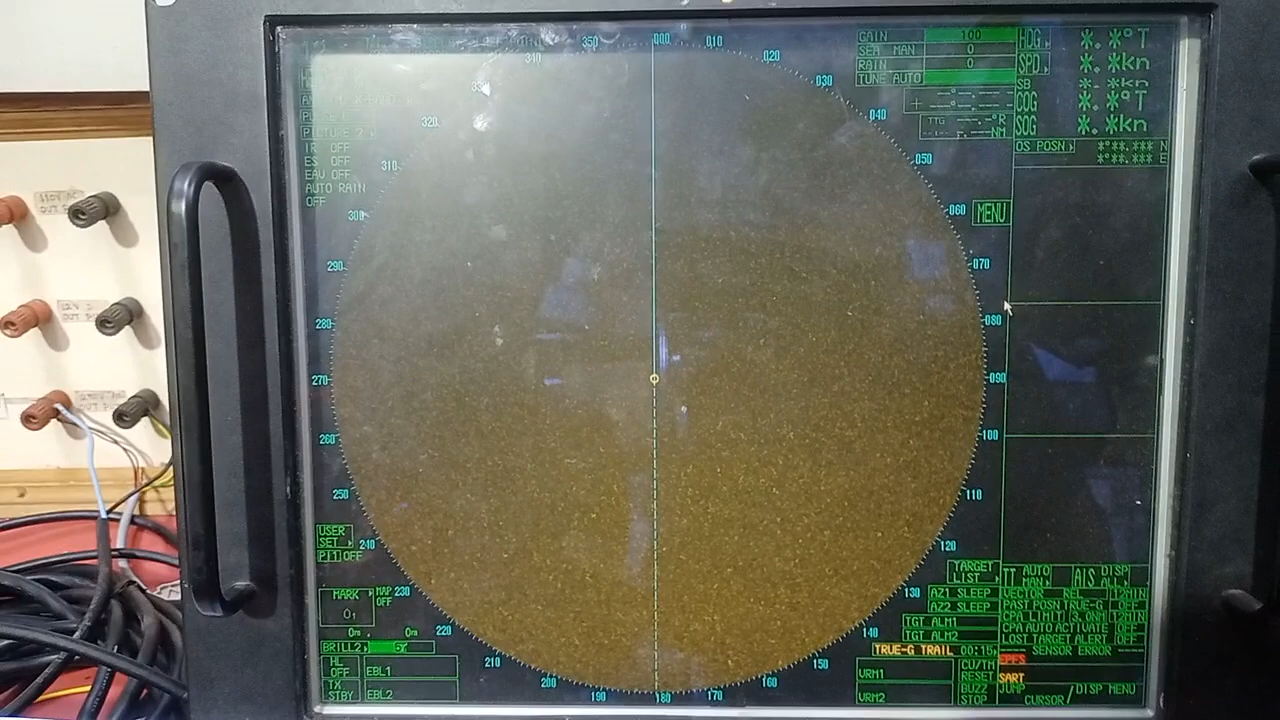 350
000
010
020
030
040
050
060
070
080
090
100
110
120
130
140
150
160
170
180
190
200
210
220
230
240
250
260
270
280
290
300
310
320
340
GAIN 100
SEA MAN 0
RAIN 0
TUNE AUTO
HDG *.*°T
SPD *.*kn
SB *.*kn
COG *.*°T
SOG *.*kn
OS POSN *°**.*** N
*°**.*** E
TTG
°R
NM
MENU
PICTURE
IR OFF
ES OFF
EAV OFF
AUTO RAIN
OFF
USER
SET
PI1 OFF
MARK
MAP
OFF
BRILL2
HL
OFF
EBL1
TX
STBY
EBL2
TARGET
LIST
AZ1 SLEEP
AZ2 SLEEP
TGT ALM1
TGT ALM2
TRUE-G TRAIL 00:15
VRM1
VRM2
CU/TM
RESET
BUZZ
STOP
TT AUTO
MAN
AIS DISP
ALL
VECTOR REL 12MIN
PAST POSN TRUE-G OFF
CPA LIMIT 3.0NM 12MIN
CPA AUTO ACTIVATE OFF
LOST TARGET ALERT OFF
SENSOR ERROR
EPFS
SART
JUMP
CURSOR / DISP MENU